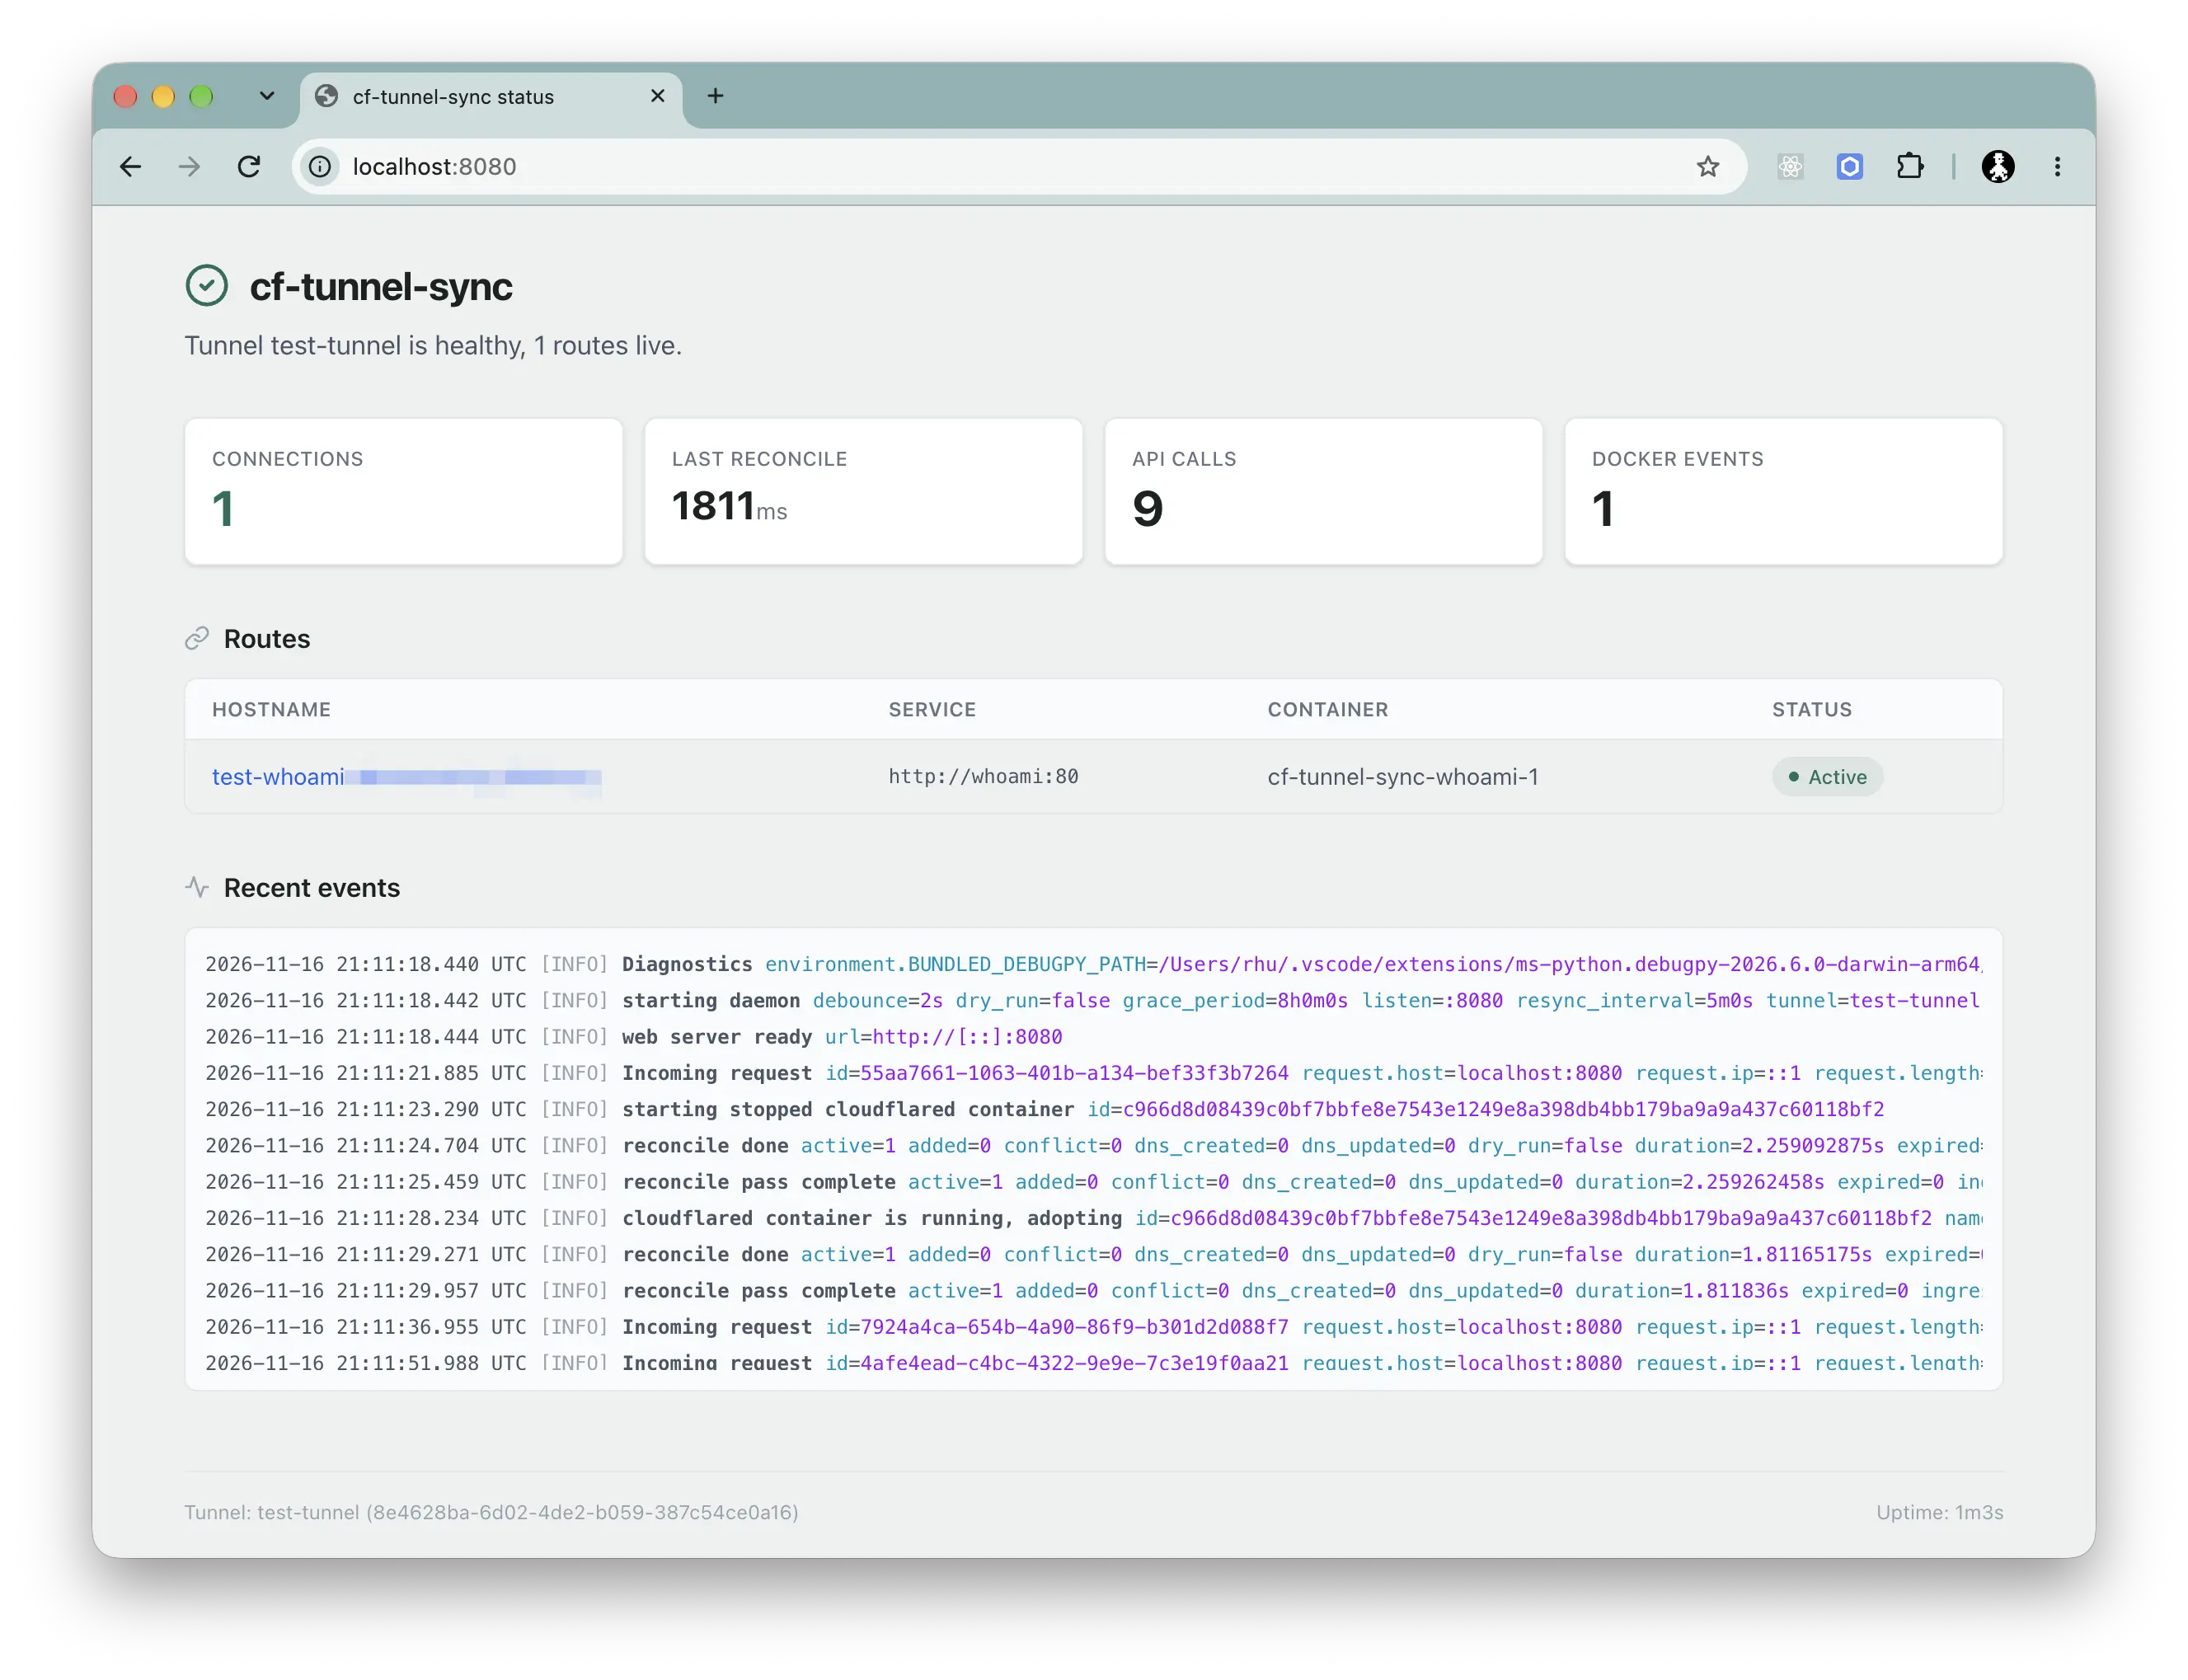 cf-tunnel-sync status
localhost:8080
cf-tunnel-sync
Tunnel test-tunnel is healthy, 1 routes live.
CONNECTIONS
1
LAST RECONCILE
1811ms
API CALLS
9
DOCKER EVENTS
1
Routes
HOSTNAME SERVICE CONTAINER STATUS
test-whoami http://whoami:80 cf-tunnel-sync-whoami-1 Active
Recent events
2026-11-16 21:11:18.440 UTC [INFO] Diagnostics environment.BUNDLED_DEBUGPY_PATH=/Users/rhu/.vscode/extensions/ms-python.debugpy-2026.6.0-darwin-arm64
2026-11-16 21:11:18.442 UTC [INFO] starting daemon debounce=2s dry_run=false grace_period=8h0m0s listen=:8080 resync_interval=5m0s tunnel=test-tunnel
2026-11-16 21:11:18.444 UTC [INFO] web server ready url=http://[::]:8080
2026-11-16 21:11:21.885 UTC [INFO] Incoming request id=55aa7661-1063-401b-a134-bef33f3b7264 request.host=localhost:8080 request.ip=::1 request.length=
2026-11-16 21:11:23.290 UTC [INFO] starting stopped cloudflared container id=c966d8d08439c0bf7bbfe8e7543e1249e8a398db4bb179ba9a9a437c60118bf2
2026-11-16 21:11:24.704 UTC [INFO] reconcile done active=1 added=0 conflict=0 dns_created=0 dns_updated=0 dry_run=false duration=2.259092875s expired=
2026-11-16 21:11:25.459 UTC [INFO] reconcile pass complete active=1 added=0 conflict=0 dns_created=0 dns_updated=0 duration=2.259262458s expired=0 in
2026-11-16 21:11:28.234 UTC [INFO] cloudflared container is running, adopting id=c966d8d08439c0bf7bbfe8e7543e1249e8a398db4bb179ba9a9a437c60118bf2 nam
2026-11-16 21:11:29.271 UTC [INFO] reconcile done active=1 added=0 conflict=0 dns_created=0 dns_updated=0 dry_run=false duration=1.81165175s expired=
2026-11-16 21:11:29.957 UTC [INFO] reconcile pass complete active=1 added=0 conflict=0 dns_created=0 dns_updated=0 duration=1.811836s expired=0 ingre
2026-11-16 21:11:36.955 UTC [INFO] Incoming request id=7924a4ca-654b-4a90-86f9-b301d2d088f7 request.host=localhost:8080 request.ip=::1 request.length=
2026-11-16 21:11:51.988 UTC [INFO] Incoming request id=4afe4ead-c4bc-4322-9e9e-7c3e19f0aa21 request.host=localhost:8080 request.ip=::1 request.length=
Tunnel: test-tunnel (8e4628ba-6d02-4de2-b059-387c54ce0a16) Uptime: 1m3s